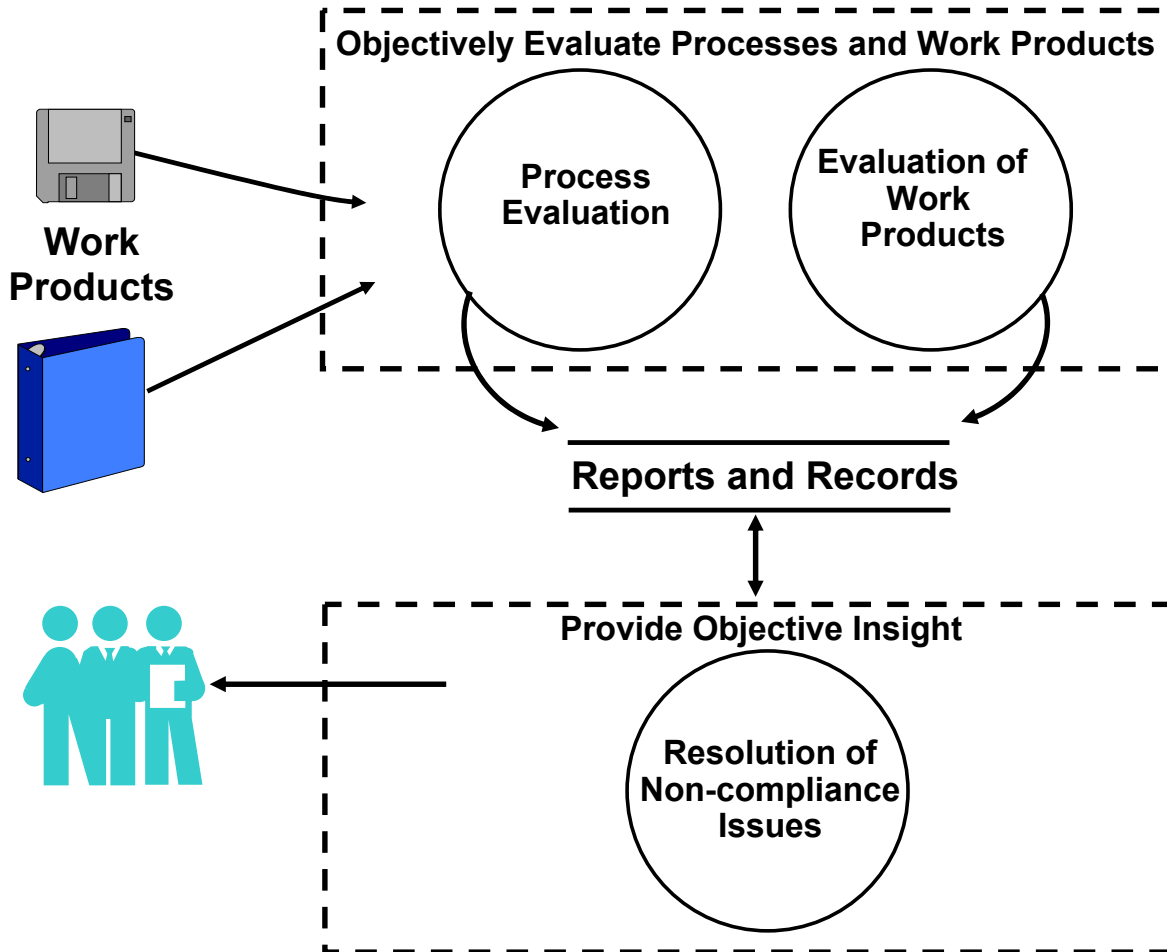 Objectively Evaluate Processes and Work Products
Process
Evaluation
Evaluation of
Work
Products
Work
Products
Reports and Records
Provide Objective Insight
Resolution of
Non-compliance
Issues